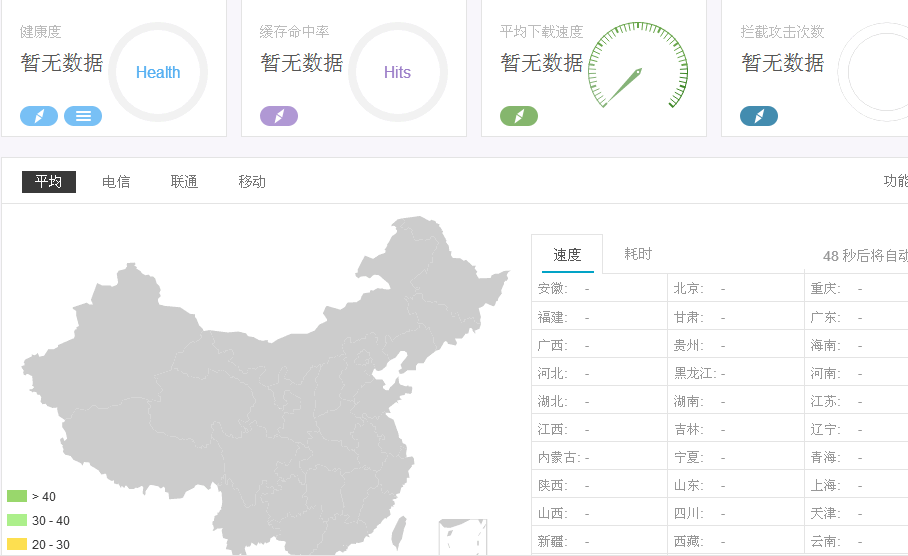 健康度
暂无数据
Health
缓存命中率
暂无数据
Hits
平均下载速度
暂无数据
拦截攻击次数
暂无数据
平均 电信 联通 移动 功能
速度 耗时 48 秒后将自动
安徽: - 北京: - 重庆: -
福建: - 甘肃: - 广东: -
广西: - 贵州: - 海南: -
河北: - 黑龙江: - 河南: -
湖北: - 湖南: - 江苏: -
江西: - 吉林: - 辽宁: -
内蒙古: - 宁夏: - 青海: -
陕西: - 山东: - 上海: -
山西: - 四川: - 天津: -
新疆: - 西藏: - 云南: -
> 40
30 - 40
20 - 30